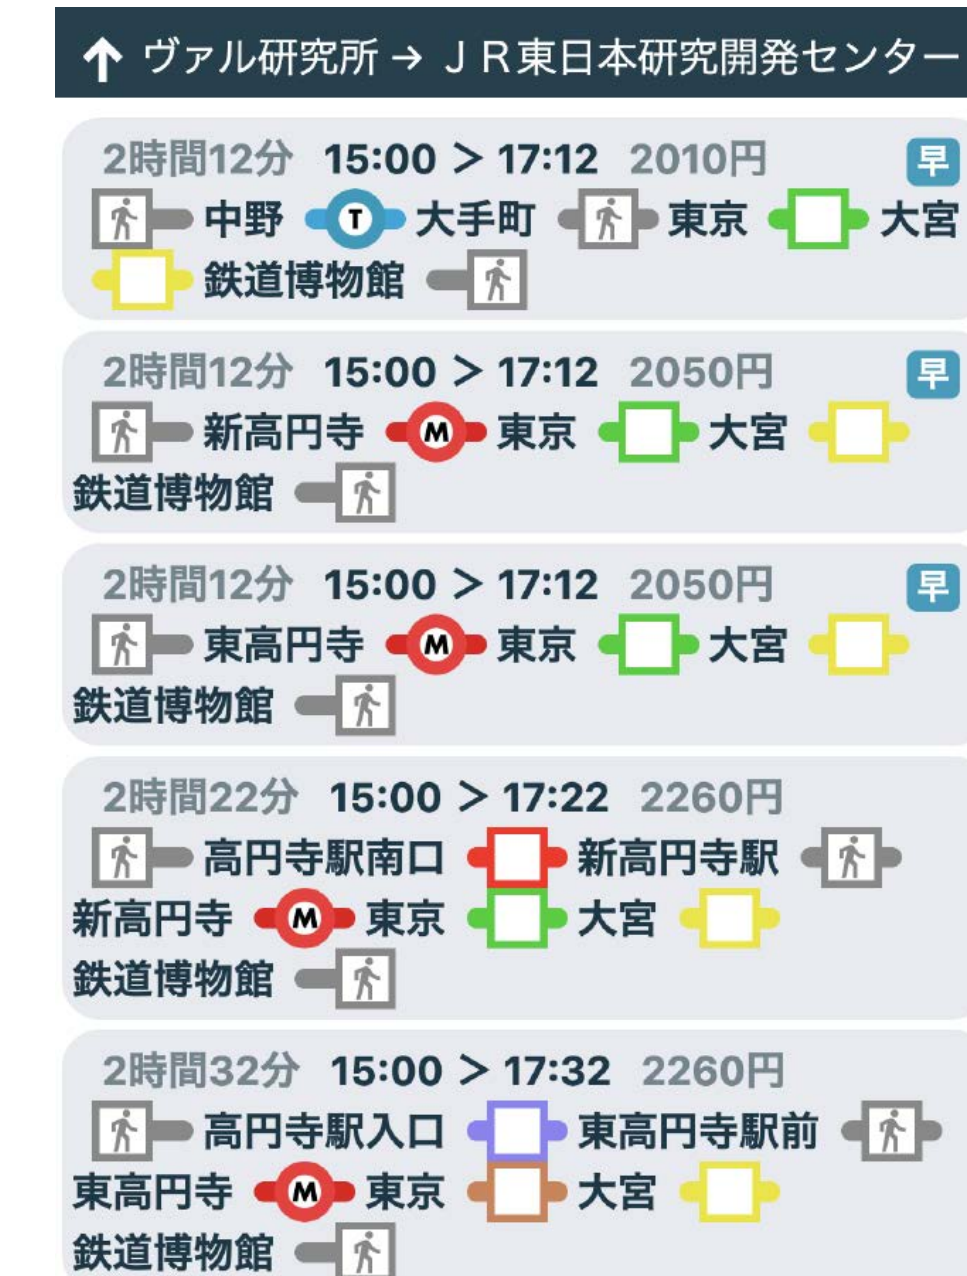 ↑ ヴァル研究所 → ＪＲ東日本研究開発センター
2時間12分 15:00 > 17:12 2010円 早
中野 T 大手町 東京 大宮
鉄道博物館
2時間12分 15:00 > 17:12 2050円 早
新高円寺 M 東京 大宮
鉄道博物館
2時間12分 15:00 > 17:12 2050円 早
東高円寺 M 東京 大宮
鉄道博物館
2時間22分 15:00 > 17:22 2260円
高円寺駅南口 新高円寺駅
新高円寺 M 東京 大宮
鉄道博物館
2時間32分 15:00 > 17:32 2260円
高円寺駅入口 東高円寺駅前
東高円寺 M 東京 大宮
鉄道博物館